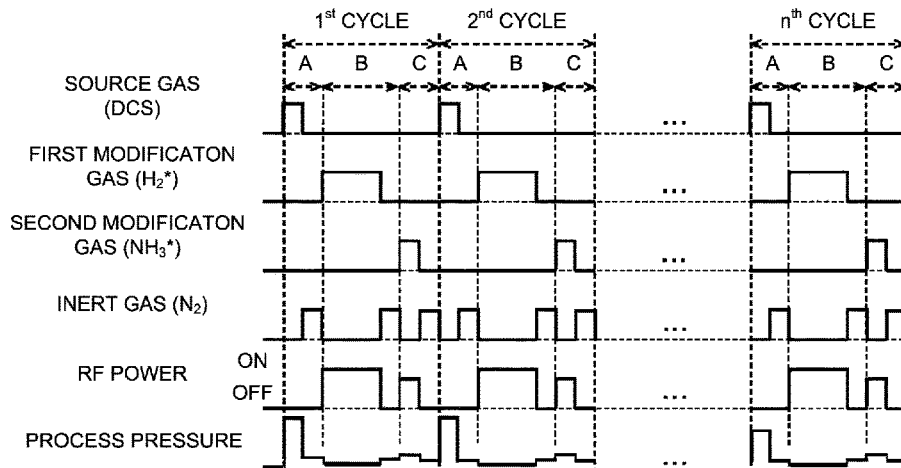 1st CYCLE 2nd CYCLE nth CYCLE
A B C A B C A B C
SOURCE GAS
(DCS)
...
FIRST MODIFICATON
GAS (H2*)
...
SECOND MODIFICATON
GAS (NH3*)
...
INERT GAS (N2)
...
ON
RF POWER
OFF
...
PROCESS PRESSURE
...